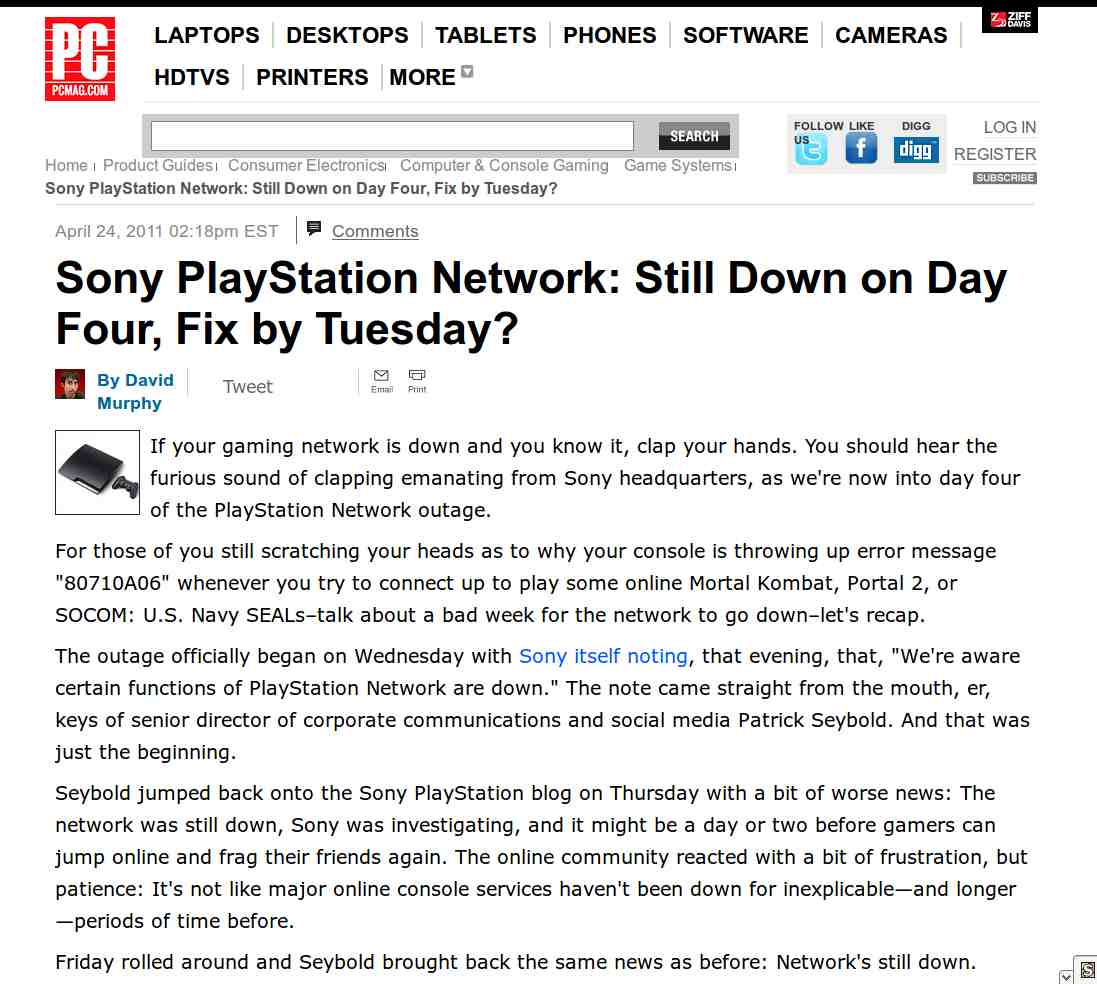 ZIFF
DAVIS
PC
PCMAG.COM
LAPTOPS DESKTOPS TABLETS PHONES SOFTWARE CAMERAS
HDTVS PRINTERS MORE
SEARCH
FOLLOW US LIKE DIGG
digg
LOG IN
REGISTER
SUBSCRIBE
Home Product Guides Consumer Electronics Computer & Console Gaming Game Systems
Sony PlayStation Network: Still Down on Day Four, Fix by Tuesday?
April 24, 2011 02:18pm EST Comments
Sony PlayStation Network: Still Down on Day
Four, Fix by Tuesday?
By David
Murphy
Tweet
Email Print
If your gaming network is down and you know it, clap your hands. You should hear the
furious sound of clapping emanating from Sony headquarters, as we're now into day four
of the PlayStation Network outage.
For those of you still scratching your heads as to why your console is throwing up error message
"80710A06" whenever you try to connect up to play some online Mortal Kombat, Portal 2, or
SOCOM: U.S. Navy SEALs–talk about a bad week for the network to go down–let's recap.
The outage officially began on Wednesday with Sony itself noting, that evening, that, "We're aware
certain functions of PlayStation Network are down." The note came straight from the mouth, er,
keys of senior director of corporate communications and social media Patrick Seybold. And that was
just the beginning.
Seybold jumped back onto the Sony PlayStation blog on Thursday with a bit of worse news: The
network was still down, Sony was investigating, and it might be a day or two before gamers can
jump online and frag their friends again. The online community reacted with a bit of frustration, but
patience: It's not like major online console services haven't been down for inexplicable—and longer
—periods of time before.
Friday rolled around and Seybold brought back the same news as before: Network's still down.